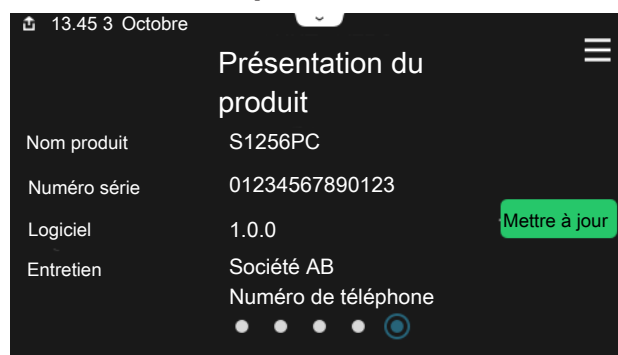 13.45 3 Octobre
Présentation du
produit
Nom produit S1256PC
Numéro série 01234567890123
Logiciel 1.0.0 Mettre à jour
Entretien Société AB
Numéro de téléphone